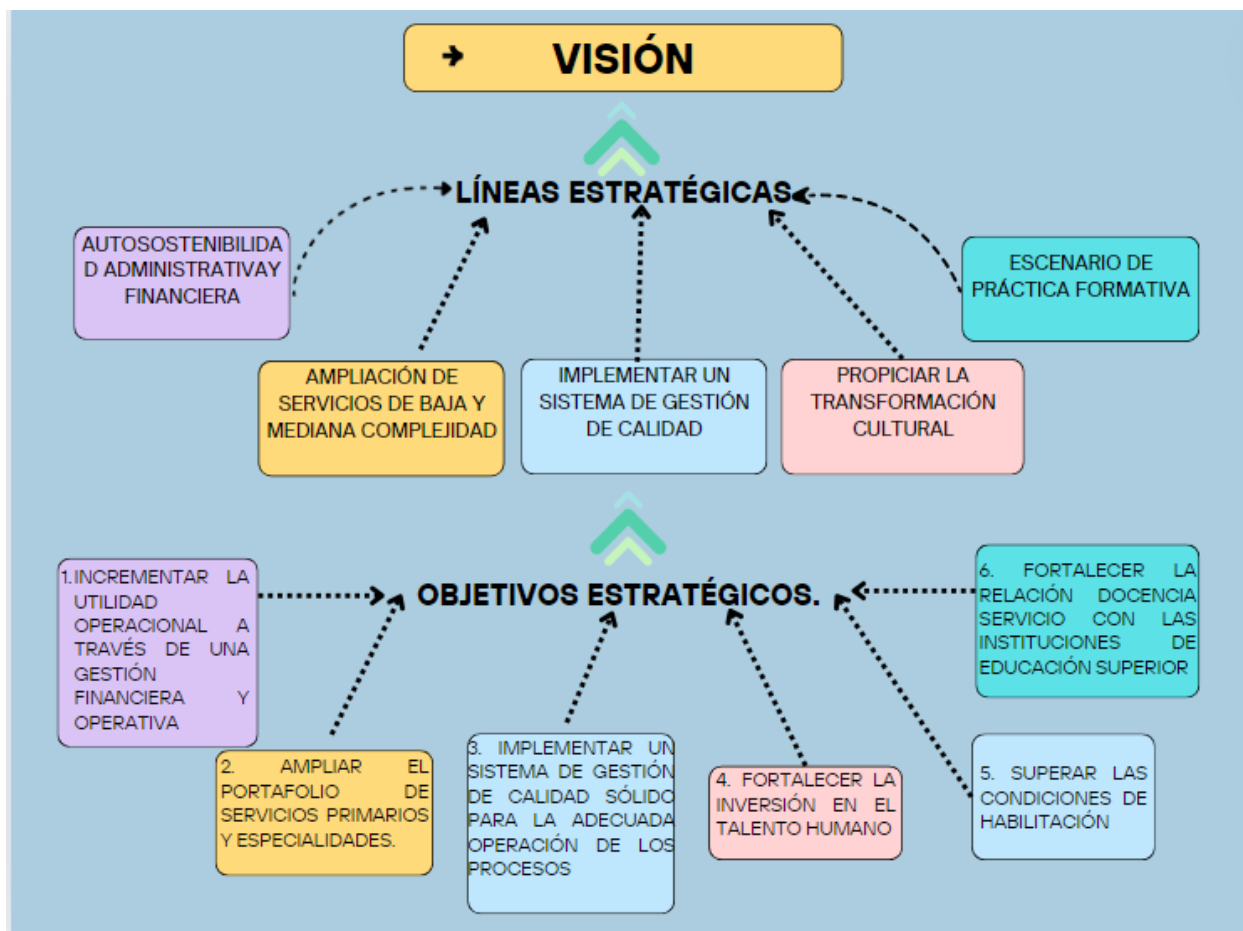 → VISIÓN
LÍNEAS ESTRATÉGICAS
AUTOSOSTENIBILIDA
D ADMINISTRATIVAY
FINANCIERA
ESCENARIO DE
PRÁCTICA FORMATIVA
AMPLIACIÓN DE
SERVICIOS DE BAJA Y
MEDIANA COMPLEJIDAD
IMPLEMENTAR UN
SISTEMA DE GESTIÓN
DE CALIDAD
PROPICIAR LA
TRANSFORMACIÓN
CULTURAL
OBJETIVOS ESTRATÉGICOS.
1. INCREMENTAR LA
UTILIDAD
OPERACIONAL A
TRAVÉS DE UNA
GESTIÓN
FINANCIERA Y
OPERATIVA
2. AMPLIAR EL
PORTAFOLIO DE
SERVICIOS PRIMARIOS
Y ESPECIALIDADES.
3. IMPLEMENTAR UN
SISTEMA DE GESTIÓN
DE CALIDAD SÓLIDO
PARA LA ADECUADA
OPERACIÓN DE LOS
PROCESOS
4. FORTALECER LA
INVERSIÓN EN EL
TALENTO HUMANO
5. SUPERAR LAS
CONDICIONES DE
HABILITACIÓN
6. FORTALECER LA
RELACIÓN DOCENCIA
SERVICIO CON LAS
INSTITUCIONES DE
EDUCACIÓN SUPERIOR